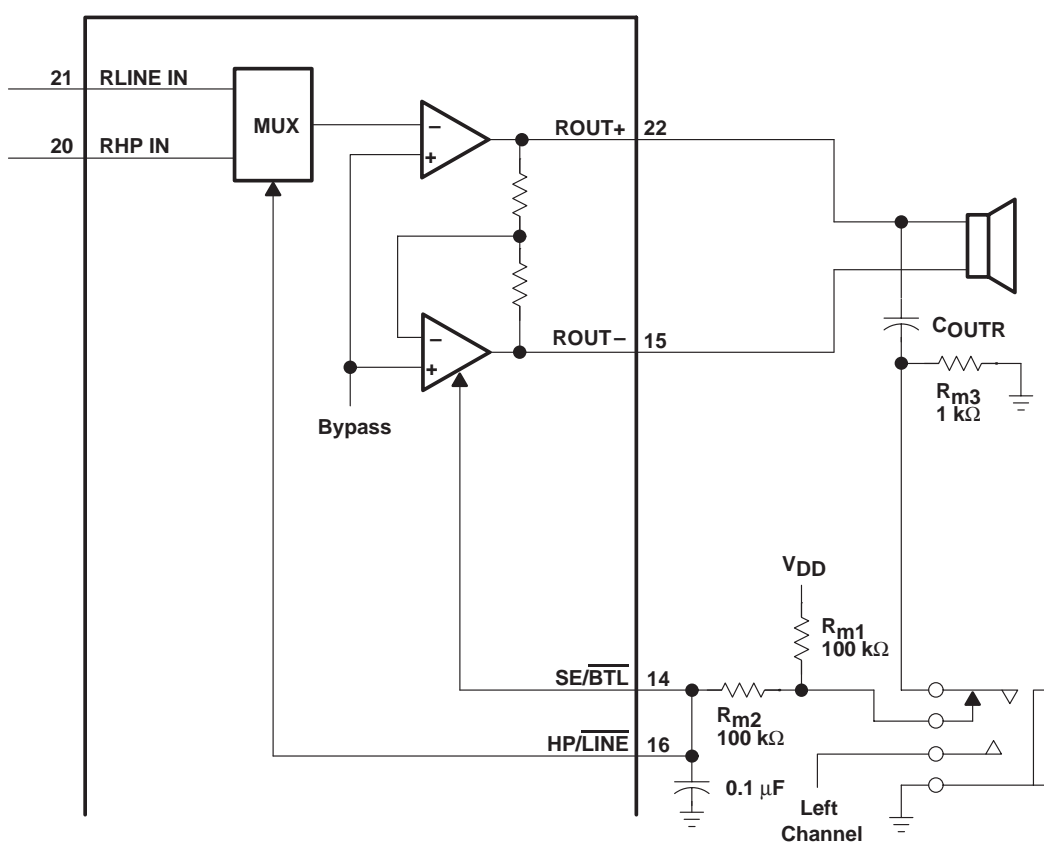 21 RLINE IN
MUX
20 RHP IN
−
+
ROUT+ 22
−
+
ROUT− 15
Bypass
COUTR
Rm3
1 kΩ
VDD
Rm1
100 kΩ
SE/BTL 14
Rm2
100 kΩ
HP/LINE 16
0.1 μF
Left
Channel